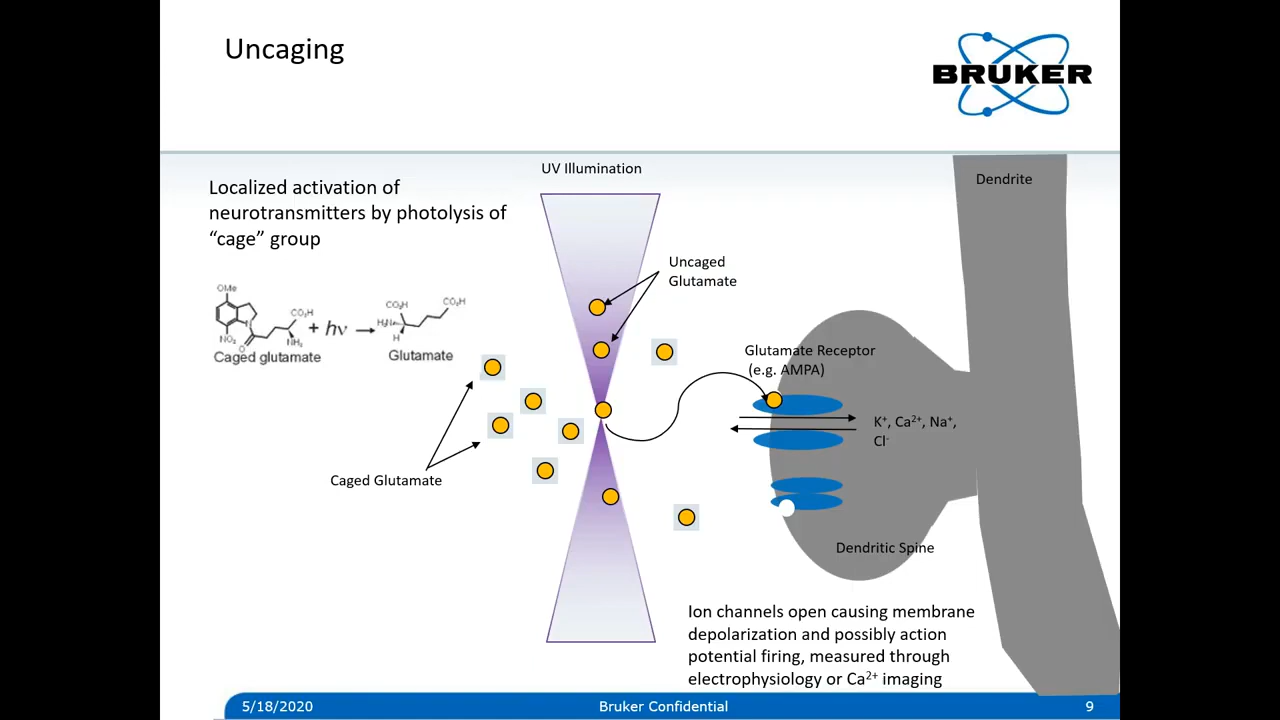 Uncaging
BRUKER
UV Illumination
Dendrite
Localized activation of
neurotransmitters by photolysis of
“cage” group
Uncaged
Glutamate
OMe
NO₂
N
O
CO₂H
NH₂
+ hν
CO₂H
CO₂H
H₂N
H
Caged glutamate
Glutamate
Glutamate Receptor
(e.g. AMPA)
K⁺, Ca²⁺, Na⁺,
Cl⁻
Caged Glutamate
Dendritic Spine
Ion channels open causing membrane
depolarization and possibly action
potential firing, measured through
electrophysiology or Ca²⁺ imaging
5/18/2020
Bruker Confidential
9